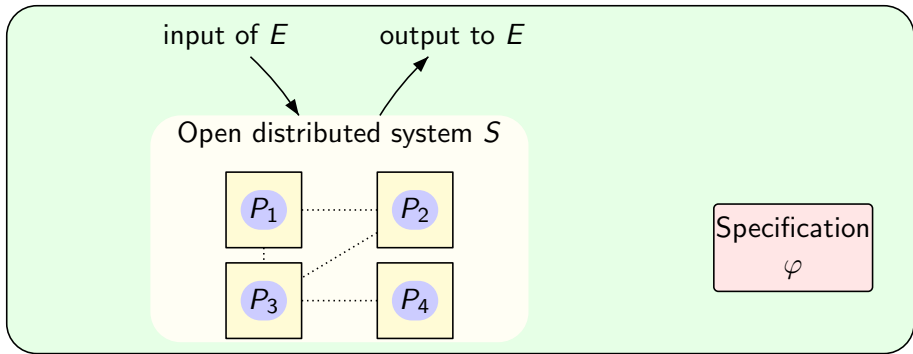 input of E
output to E
Open distributed system S
P₁
P₂
P₃
P₄
Specification
φ